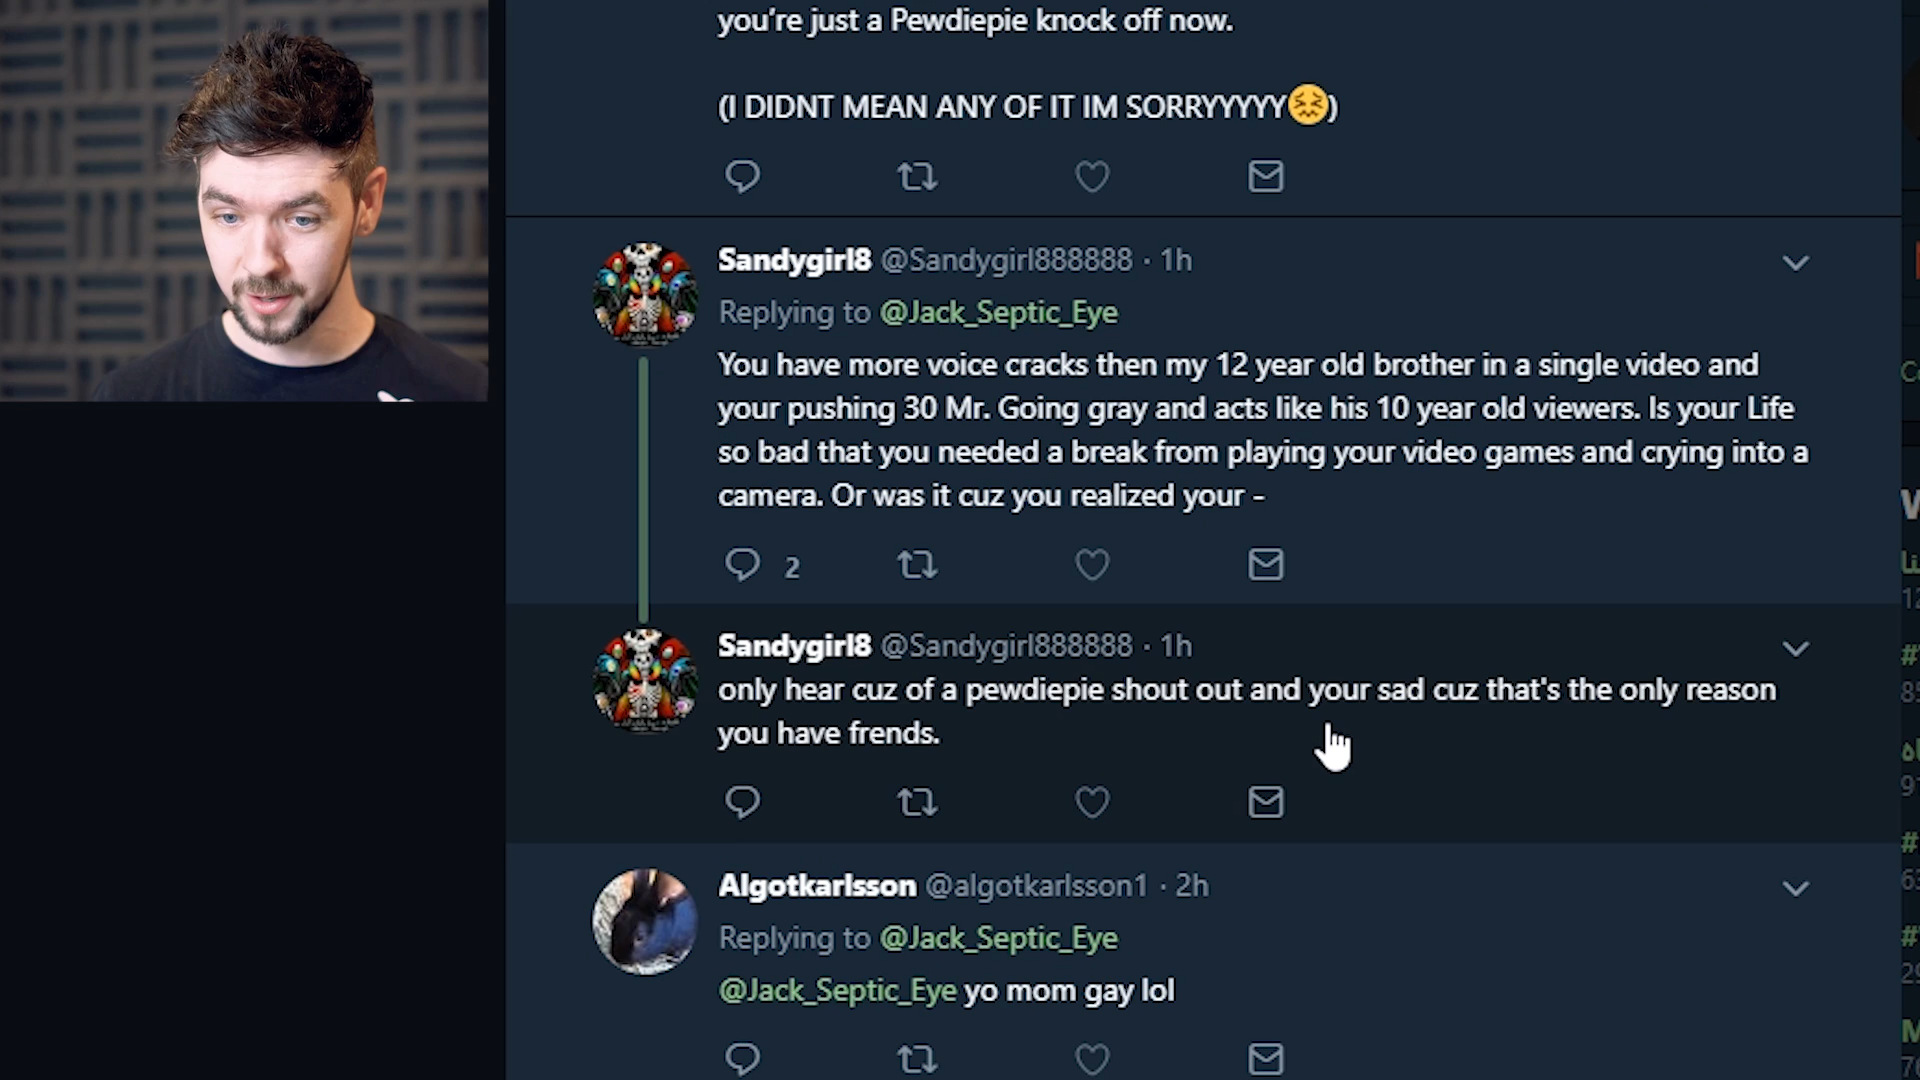 you're just a Pewdiepie knock off now.
(I DIDNT MEAN ANY OF IT IM SORRYYYYY😖)
Sandygirl8 @Sandygirl888888 · 1h
Replying to @Jack_Septic_Eye
You have more voice cracks then my 12 year old brother in a single video and
your pushing 30 Mr. Going gray and acts like his 10 year old viewers. Is your Life
so bad that you needed a break from playing your video games and crying into a
camera. Or was it cuz you realized your -
2
Sandygirl8 @Sandygirl888888 · 1h
only hear cuz of a pewdiepie shout out and your sad cuz that's the only reason
you have frends.
Algotkarlsson @algotkarlsson1 · 2h
Replying to @Jack_Septic_Eye
@Jack_Septic_Eye yo mom gay lol